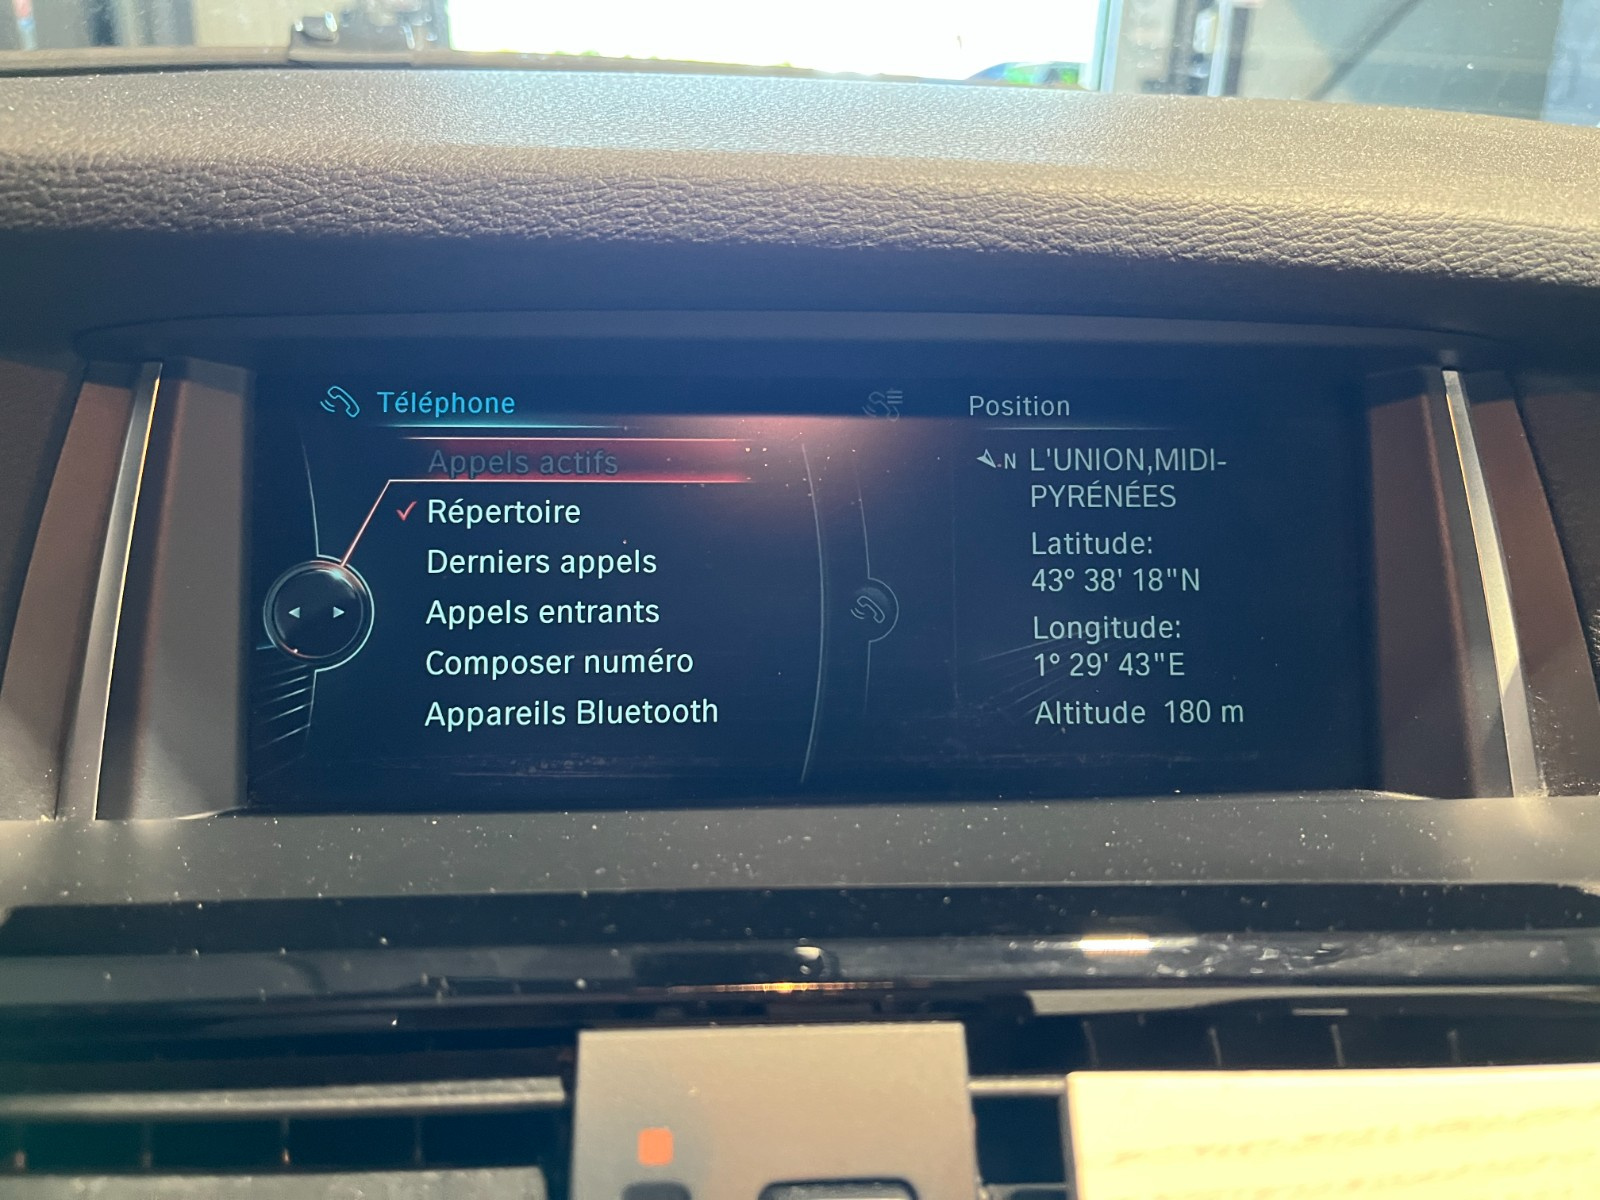 Téléphone
Appels actifs
Répertoire
Derniers appels
Appels entrants
Composer numéro
Appareils Bluetooth
Position
N L'UNION,MIDI-
PYRÉNÉES
Latitude:
43° 38' 18"N
Longitude:
1° 29' 43"E
Altitude 180 m